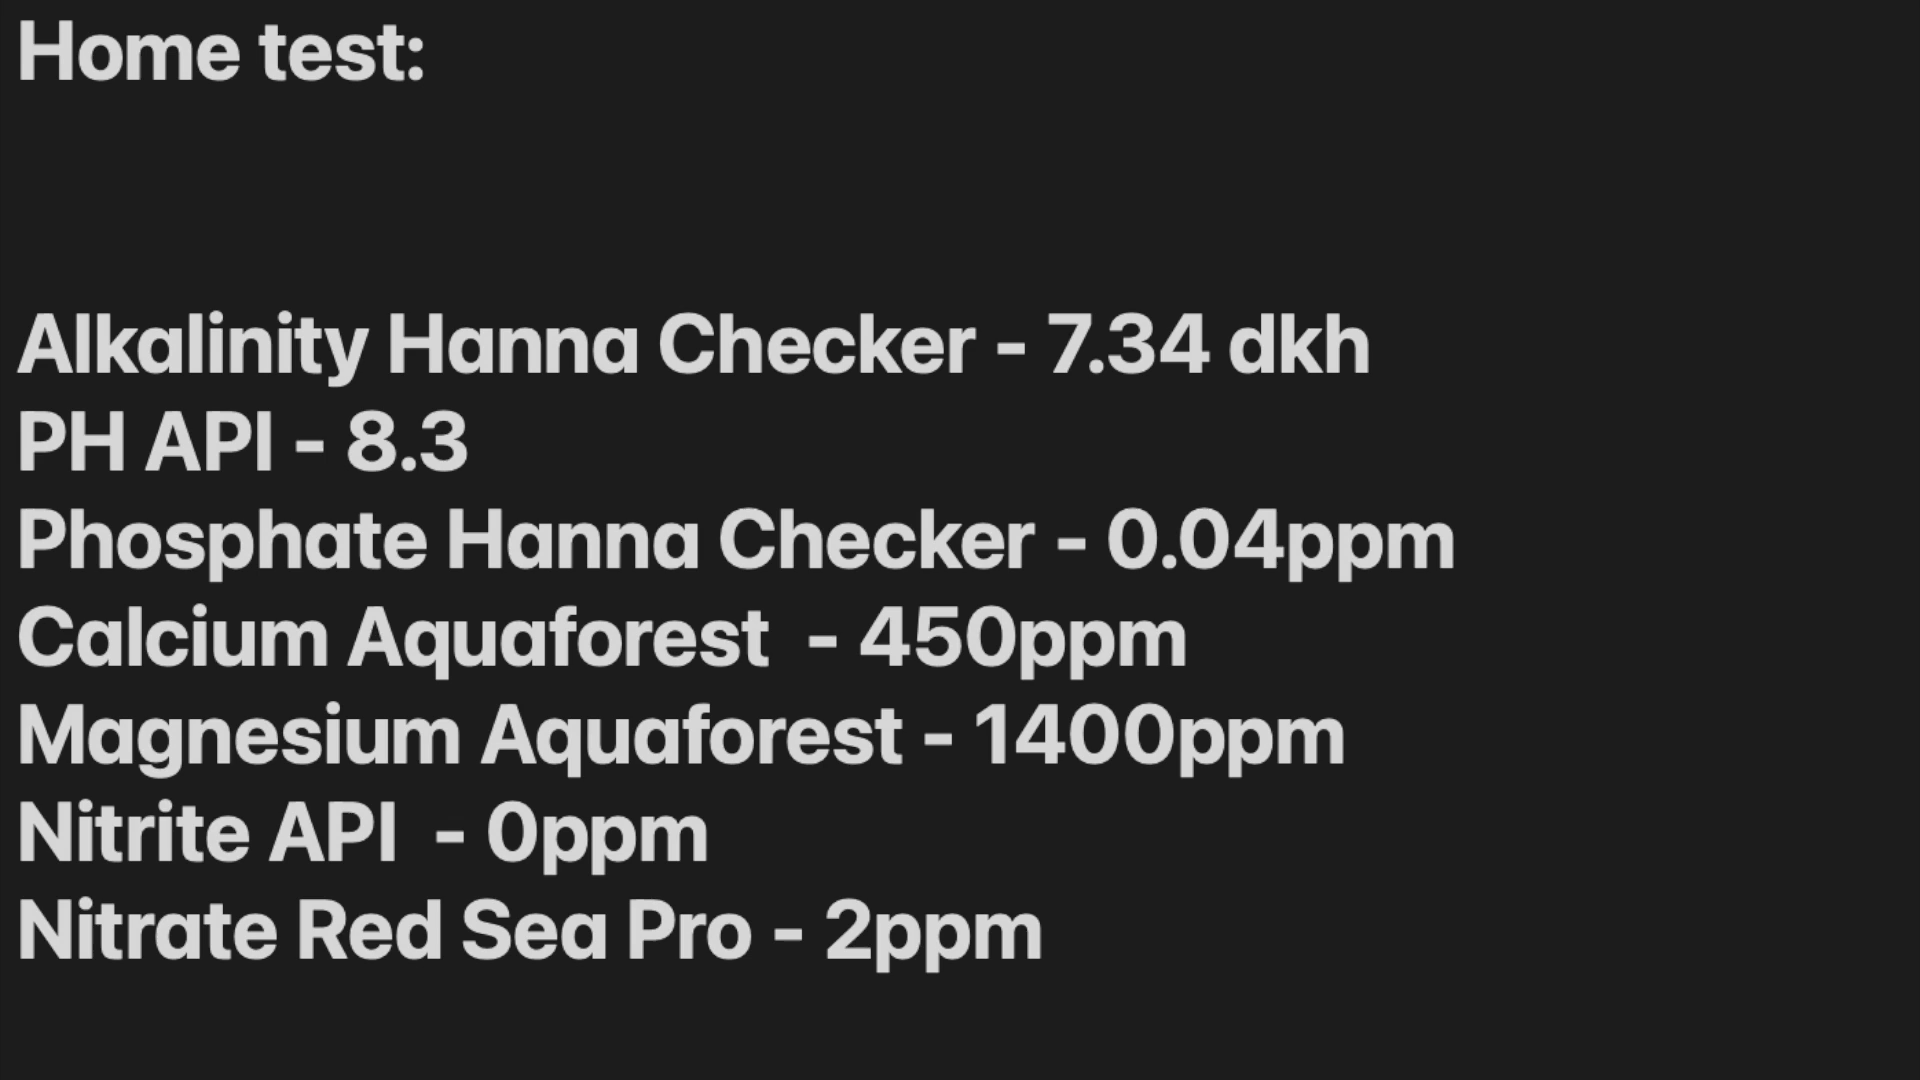 Home test:
Alkalinity Hanna Checker - 7.34 dkh
PH API - 8.3
Phosphate Hanna Checker - 0.04ppm
Calcium Aquaforest  - 450ppm
Magnesium Aquaforest - 1400ppm
Nitrite API  - 0ppm
Nitrate Red Sea Pro - 2ppm